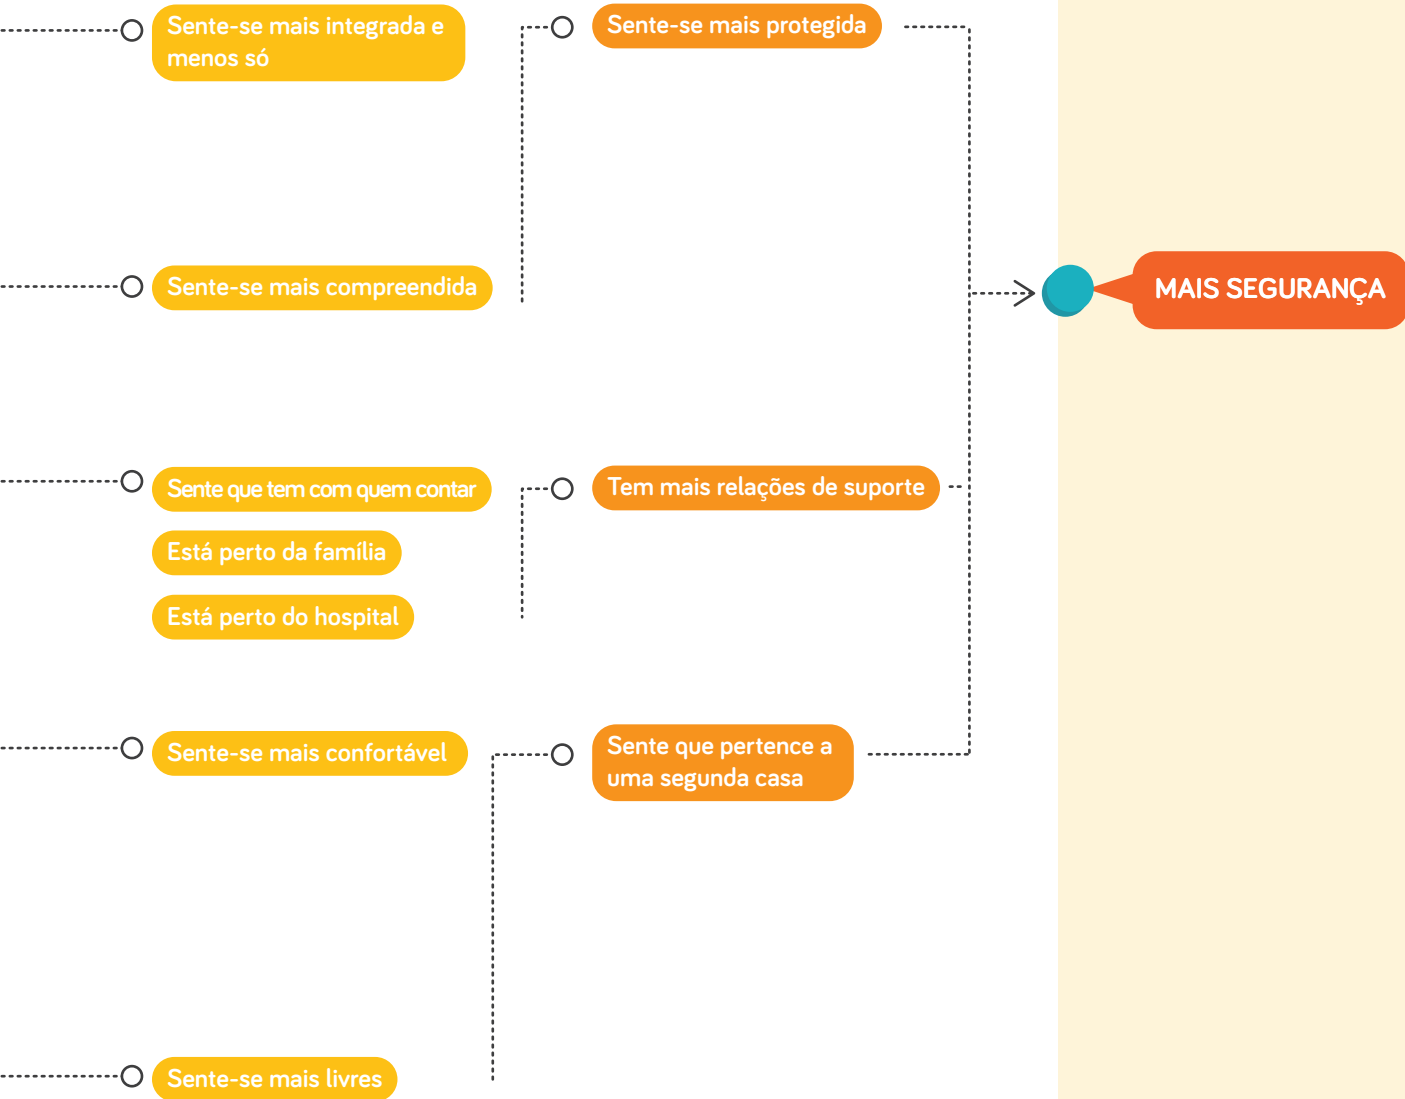 Sente-se mais integrada e
menos só
Sente-se mais protegida
Sente-se mais compreendida
MAIS SEGURANÇA
Sente que tem com quem contar
Está perto da família
Está perto do hospital
Tem mais relações de suporte
Sente-se mais confortável
Sente que pertence a
uma segunda casa
Sente-se mais livres